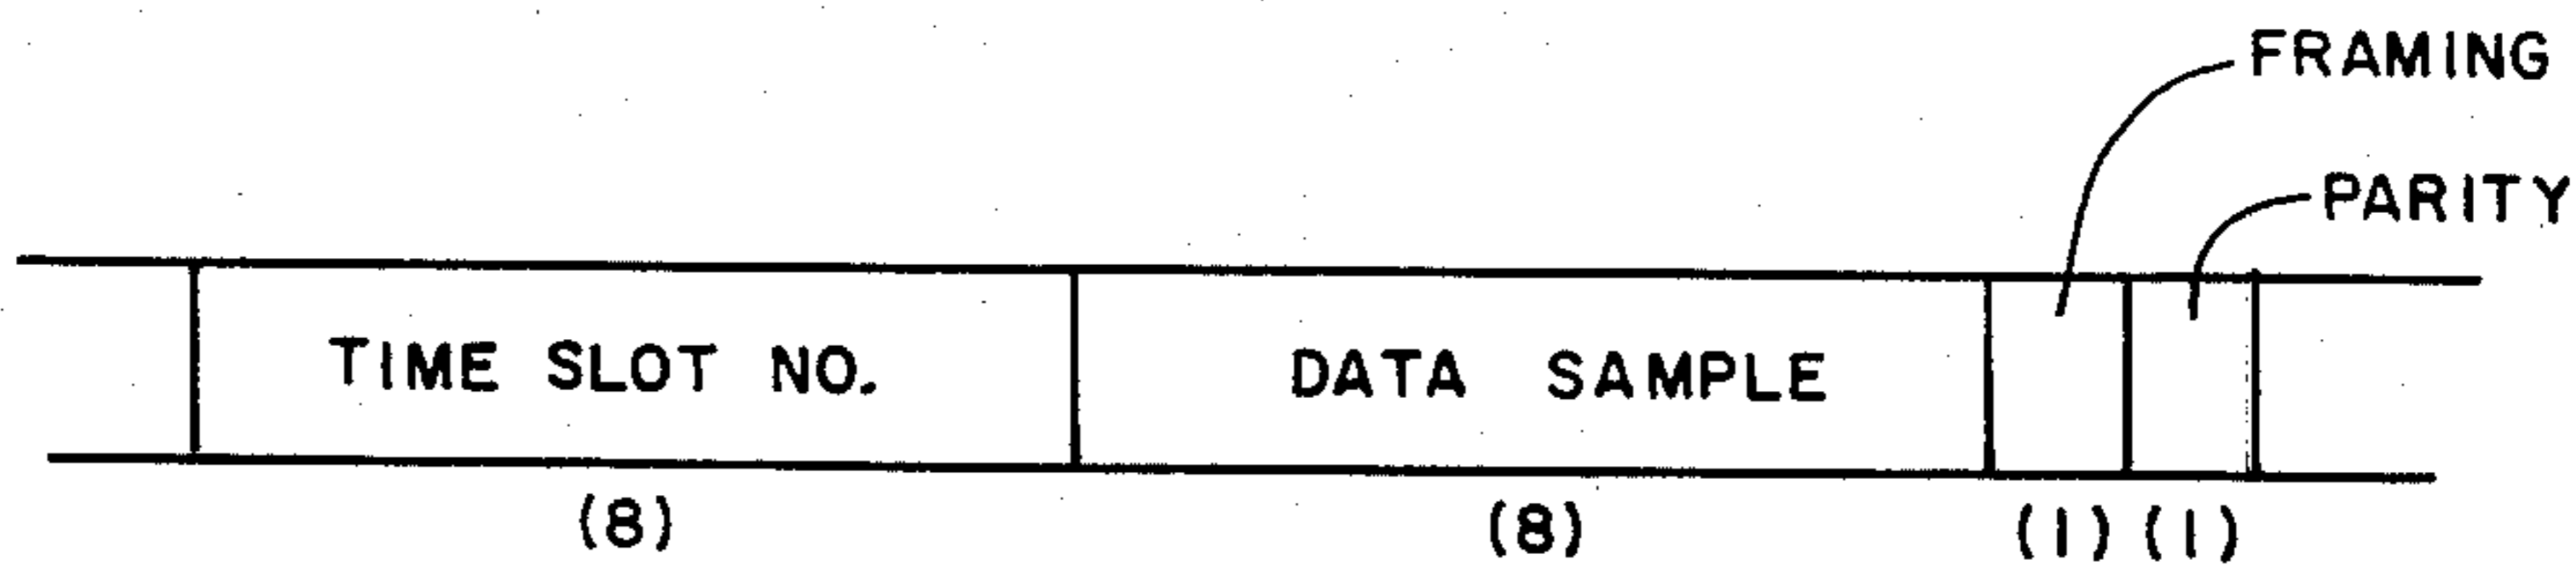 FRAMING
PARITY
TIME SLOT NO. DATA SAMPLE
(8) (8) (1) (1)